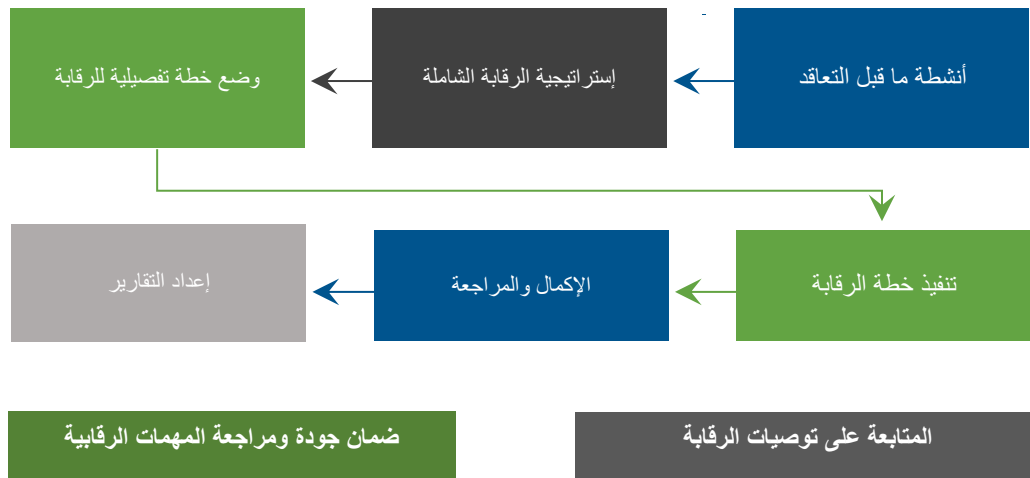 أنشطة ما قبل التعاقد
إستراتيجية الرقابة الشاملة
وضع خطة تفصيلية للرقابة
تنفيذ خطة الرقابة
الإكمال والمراجعة
إعداد التقارير
المتابعة على توصيات الرقابة
ضمان جودة ومراجعة المهمات الرقابية